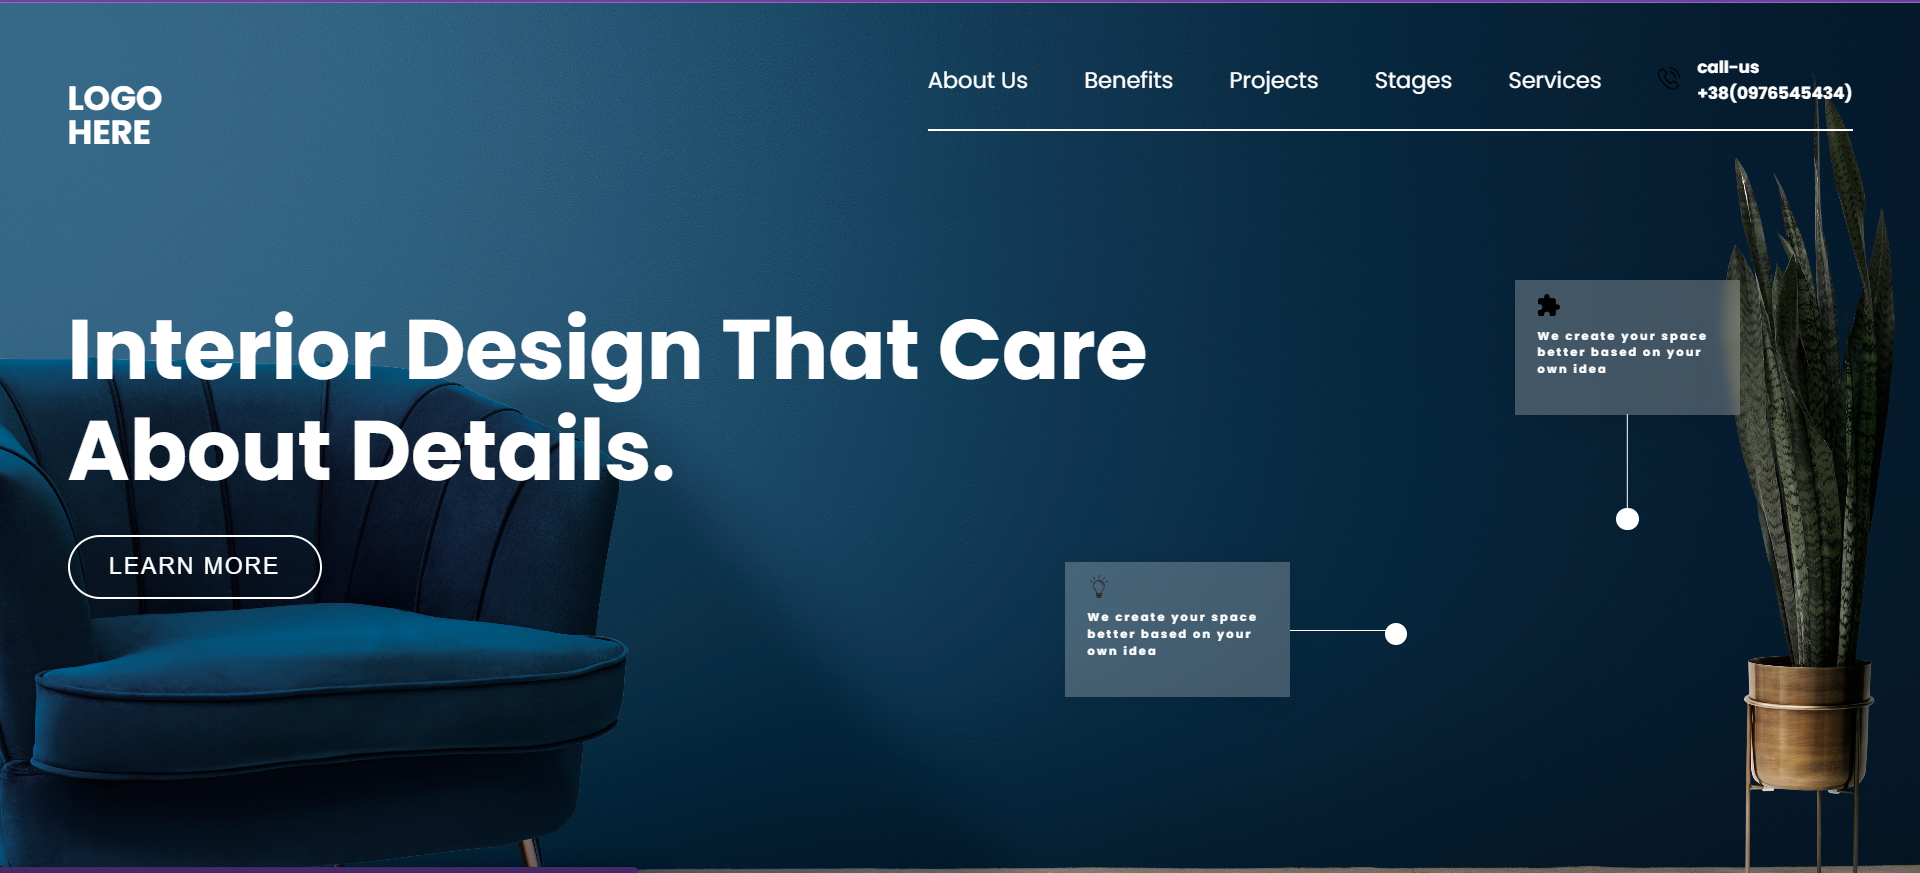 LOGO
HERE
About Us
Benefits
Projects
Stages
Services
call-us
+38(0976545434)
Interior Design That Care
About Details.
LEARN MORE
We create your space
better based on your
own idea
We create your space
better based on your
own idea